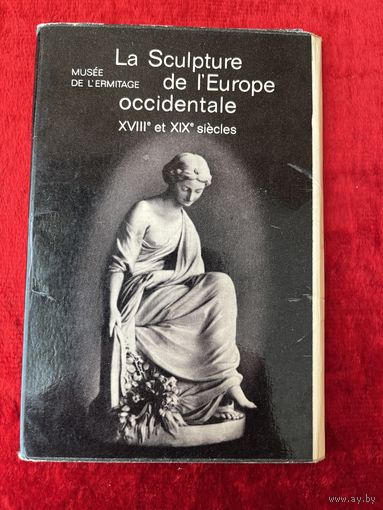 La Sculpture
MUSÉE
DE L'ERMITAGE
de l'Europe
occidentale
XVIIIe et XIXe siècles
www.ay.by